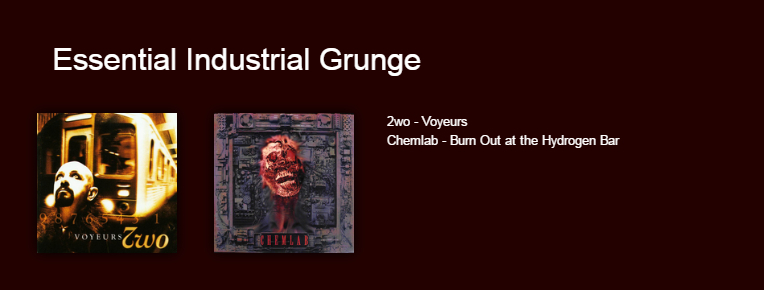 Essential Industrial Grunge
2wo - Voyeurs
Chemlab - Burn Out at the Hydrogen Bar
9 8 7 6 5 4 3 1
VOYEURS 2wo
CHEMLAB